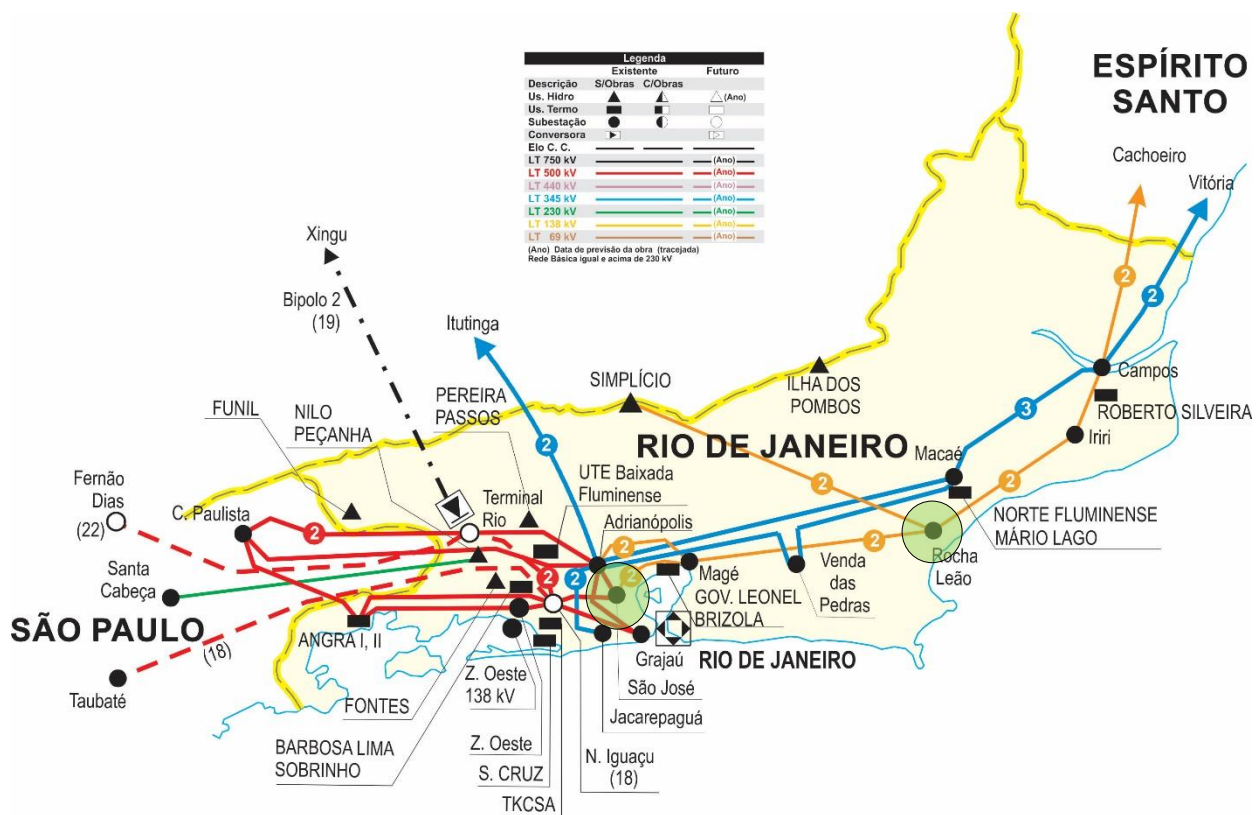 Legenda
Existente Futuro
Descrição S/Obras C/Obras
Us. Hidro (Ano)
Us. Termo
Subestação
Conversora
Elo C. C.
LT 750 kV (Ano)
LT 500 kV (Ano)
LT 440 kV (Ano)
LT 345 kV (Ano)
LT 230 kV (Ano)
LT 138 kV (Ano)
LT 69 kV (Ano)
(Ano) Data de previsão da obra (tracejada)
Rede Básica igual e acima de 230 kV
ESPÍRITO
SANTO
Cachoeiro
Vitória
2
2
Xingu
Bipolo 2
(19)
Itutinga
PEREIRA
PASSOS
2
SIMPLÍCIO
ILHA DOS
POMBOS
Campos
ROBERTO SILVEIRA
3
Iriri
FUNIL
NILO
PEÇANHA
RIO DE JANEIRO
Macaé
2
2
Fernão
Dias
(22)
C. Paulista
2
Terminal
Rio
UTE Baixada
Fluminense
Adrianópolis
2
NORTE FLUMINENSE
MÁRIO LAGO
2
Rocha
Leão
Santa
Cabeça
2
2
2
Magé
GOV. LEONEL
BRIZOLA
Venda
das
Pedras
SÃO PAULO
(18)
ANGRA I, II
Taubaté
Grajaú
RIO DE JANEIRO
São José
Jacarepaguá
FONTES
Z. Oeste
138 kV
BARBOSA LIMA
SOBRINHO
Z. Oeste
S. CRUZ
TKCSA
N. Iguaçu
(18)